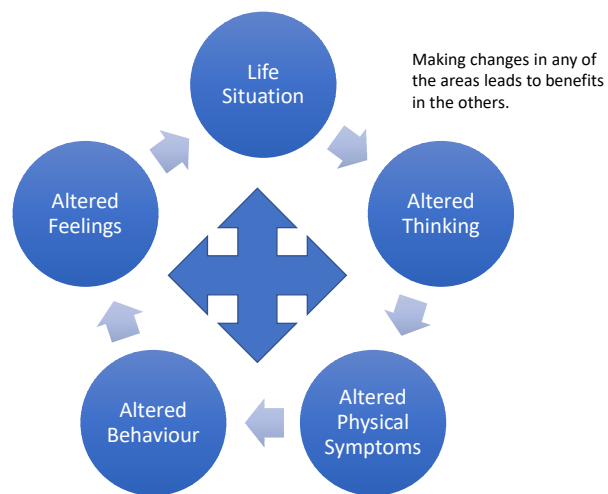 Life
Situation
Making changes in any of
the areas leads to benefits
in the others.
Altered
Thinking
Altered
Physical
Symptoms
Altered
Behaviour
Altered
Feelings